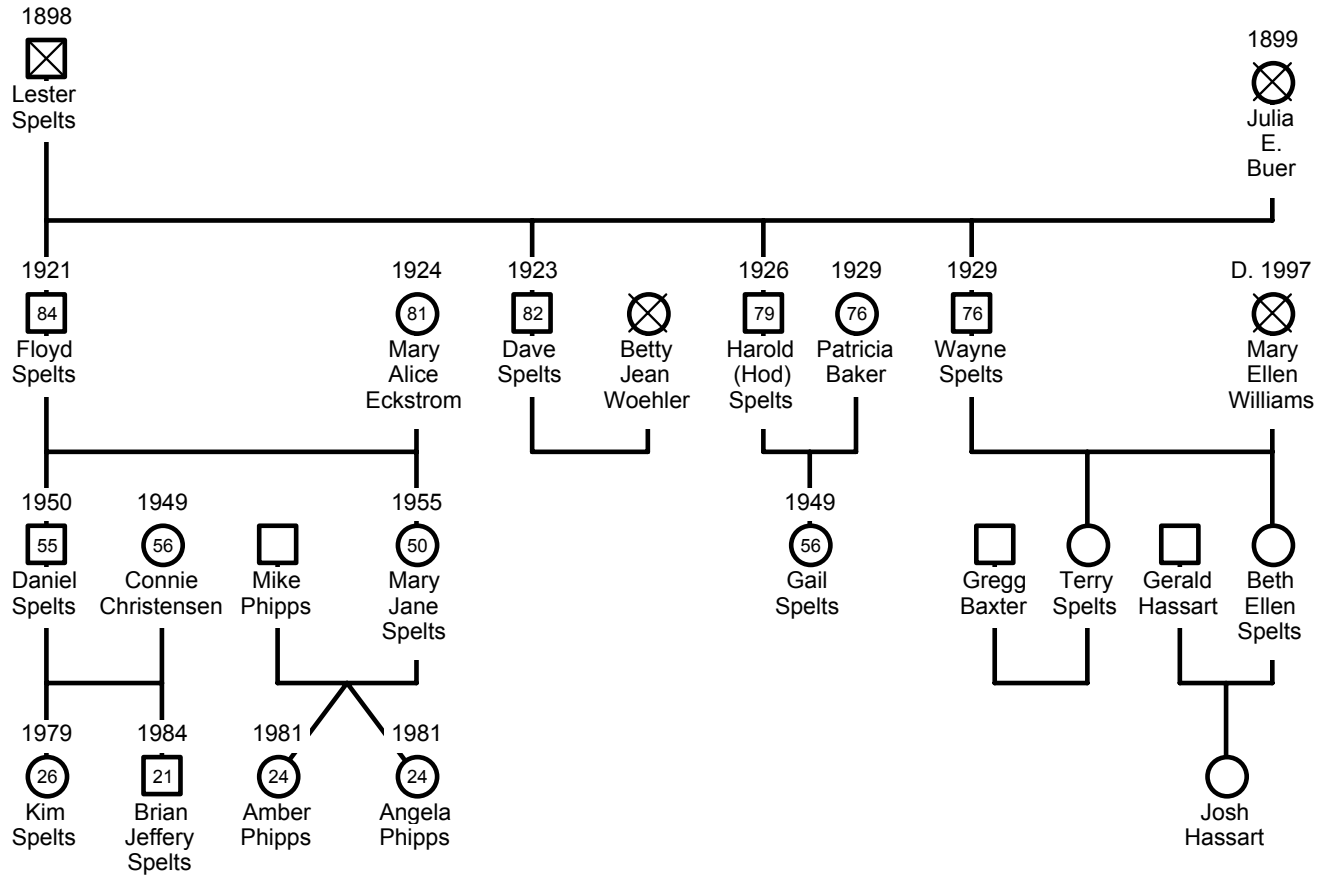 1898
Lester
Spelts
1899
Julia
E.
Buer
1921
84
Floyd
Spelts
1924
81
Mary
Alice
Eckstrom
1923
82
Dave
Spelts
Betty
Jean
Woehler
1926
79
Harold
(Hod)
Spelts
1929
76
Patricia
Baker
1929
76
Wayne
Spelts
D. 1997
Mary
Ellen
Williams
1950
55
Daniel
Spelts
1949
56
Connie
Christensen
Mike
Phipps
1955
50
Mary
Jane
Spelts
1949
56
Gail
Spelts
Gregg
Baxter
Terry
Spelts
Gerald
Hassart
Beth
Ellen
Spelts
1979
26
Kim
Spelts
1984
21
Brian
Jeffery
Spelts
1981
24
Amber
Phipps
1981
24
Angela
Phipps
Josh
Hassart